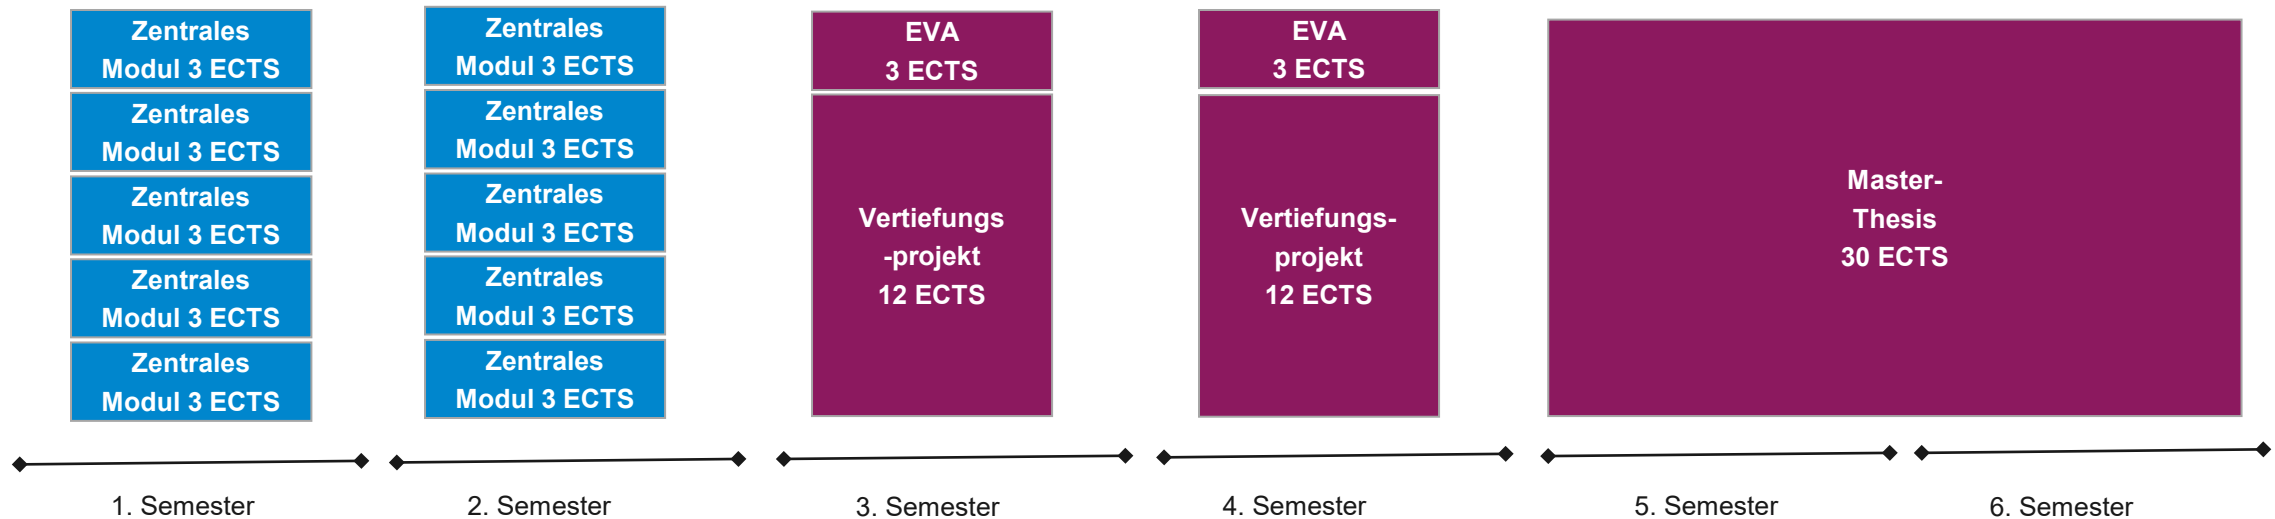 Zentrales
Modul 3 ECTS
Zentrales
Modul 3 ECTS
Zentrales
Modul 3 ECTS
Zentrales
Modul 3 ECTS
Zentrales
Modul 3 ECTS
1. Semester
Zentrales
Modul 3 ECTS
Zentrales
Modul 3 ECTS
Zentrales
Modul 3 ECTS
Zentrales
Modul 3 ECTS
Zentrales
Modul 3 ECTS
2. Semester
EVA
3 ECTS
Vertiefungs
-projekt
12 ECTS
3. Semester
EVA
3 ECTS
Vertiefungs-
projekt
12 ECTS
4. Semester
Master-
Thesis
30 ECTS
5. Semester
6. Semester